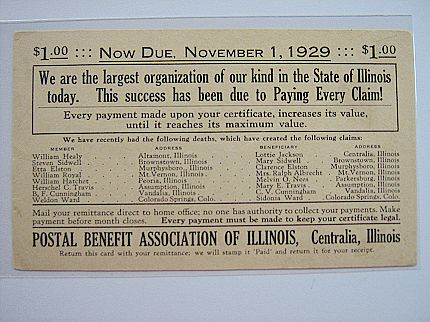 $1.00 ::: NOW DUE, NOVEMBER 1, 1929 ::: $1.00
We are the largest organization of our kind in the State of Illinois
today. This success has been due to Paying Every Claim!
Every payment made upon your certificate, increases its value,
until it reaches its maximum value.
We have recently had the following deaths, which have created the following claims:
MEMBER ADDRESS BENEFICIARY ADDRESS
William Healy Altamont, Illinois Lottie Jackson Centralia, Illinois
Steven Sidwell Browntown, Illinois Mary Sidwell Browntown, Illinois
Etta Elston Murphysboro, Illinois Clarence Elston Murphysboro, Illinois
William Royal Mt. Vernon, Illinois Mrs. Ralph Albrecht Mt. Vernon, Illinois
William Hatchet Peoria, Illinois Melvin O. Nees Parkersburg, Illinois
Herschel C. Travis Assumption, Illinois Mary E. Travis Assumption, Illinois
B. F. Cunningham Vandalia, Illinois C. V. Cunningham Vandalia, Illinois
Weldon Ward Colorado Springs, Colo. Sidonia Ward Colorado Springs, Colo.
Mail your remittance direct to home office; no one has authority to collect your payments. Make
payment before month closes. Every payment must be made to keep your certificate legal.
POSTAL BENEFIT ASSOCIATION OF ILLINOIS, Centralia, Illinois
Return this card with your remittance; we will stamp it 'Paid' and return it for your receipt.